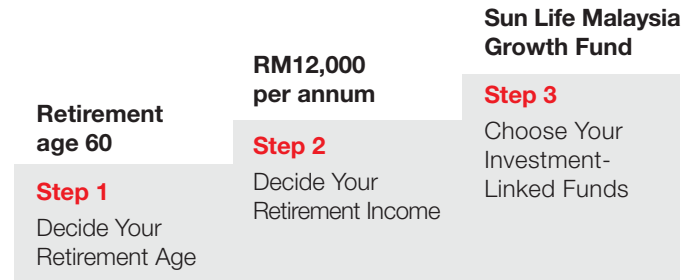 Retirement
age 60
Step 1
Decide Your
Retirement Age
RM12,000
per annum
Step 2
Decide Your
Retirement Income
Sun Life Malaysia
Growth Fund
Step 3
Choose Your
Investment-
Linked Funds